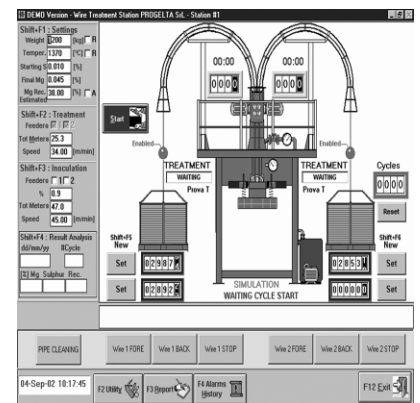 DEMO Version - Wire Treatment Station PROGELTA S.r.l. - Station #1
Shift+F1 : Settings
Weight 1200 [kg] R
Temper. 1370 [ºC] R
Starting S 0.010 [%]
Final Mg 0.045 [%]
Mg Rec. 30.00 [%] A
Estimated
Shift+F2 : Treatment
Feeders 1 2
Tot Meters 25.3
Speed 34.00 [m/min]
Shift+F3 : Inoculation
Feeders 1 2
% 0.9
Tot Meters 47.0
Speed 45.00 [m/min]
Shift+F4 : Result Analysis
dd/mm/yy #Cycle
[%] Mg Sulphur Rec.
00:00 00:00
Start
Enabled Enabled
TREATMENT TREATMENT
WAITING WAITING
Prova T Prova T
Cycles
0000
Reset
Shift+F5 Shift+F6
New New
Set Set
Set Set
SIMULATION
WAITING CYCLE START
PIPE CLEANING Wire 1 FORE Wire 1 BACK Wire 1 STOP Wire 2 FORE Wire 2 BACK Wire 2 STOP
04-Sep-02 10:17:45 F2 Utility F3 Report F4 Alarms History F12 Exit